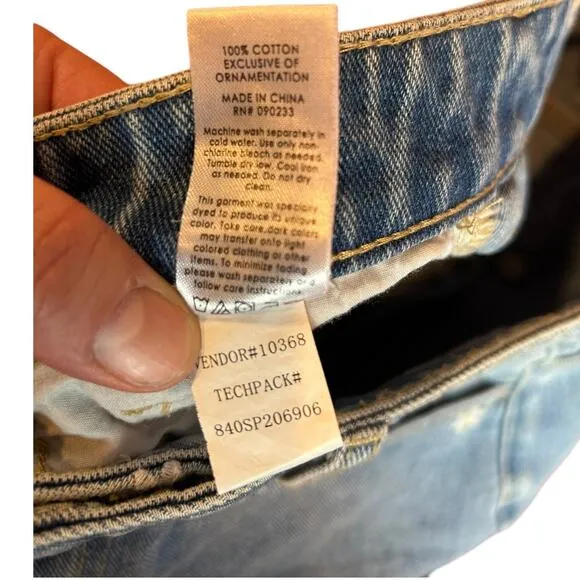 100% COTTON
EXCLUSIVE OF
ORNAMENTATION
MADE IN CHINA
RN# 090233
Machine wash separately in
cold water. Use only non-
chlorine bleach as needed.
Tumble dry low. Cool iron
as needed. Do not dry
clean.
This garment was special
dyed to produce its unique
color. Take care, dark colors
may transfer onto light
colored clothing or other
items. To minimize fading
please wash separately or
follow care instructions.
VENDOR#10368
TECHPACK#
840SP206906